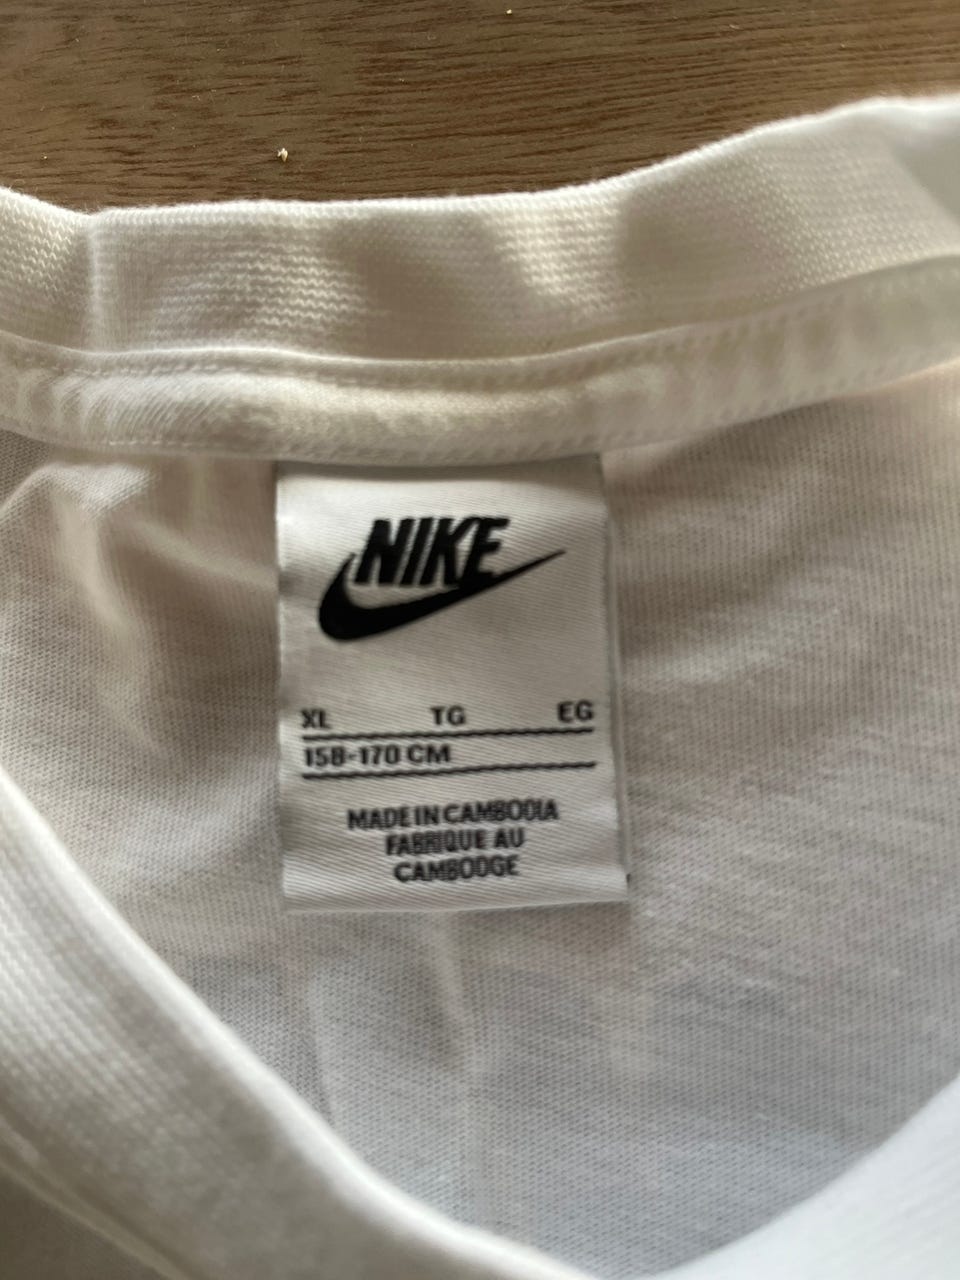 NIKE
XL TG EG
158-170 CM
MADE IN CAMBODIA
FABRIQUE AU
CAMBODGE